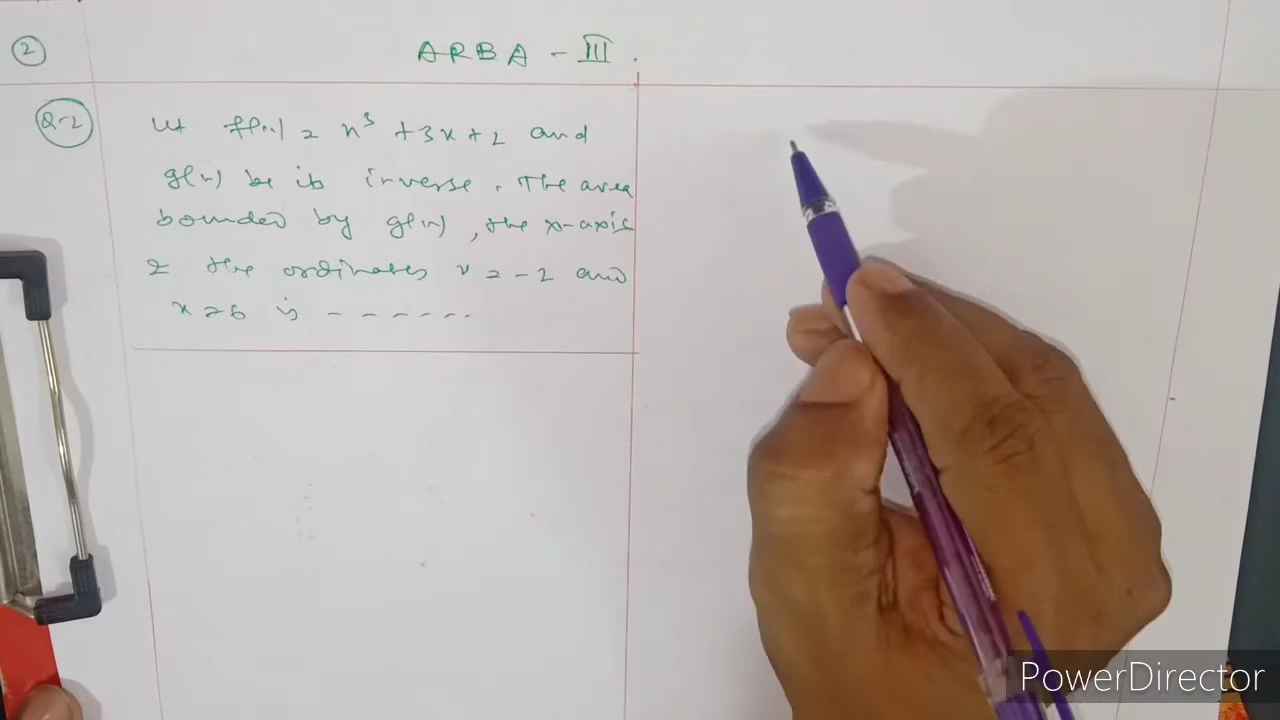 2 ARBA - III .
Q-2 Let f(x) = x³ + 3x + 2 and
g(x) be its inverse. The area
bounded by g(x), the x-axis
& the ordinates x = -2 and
x = 6 is - - - - - -.
PowerDirector